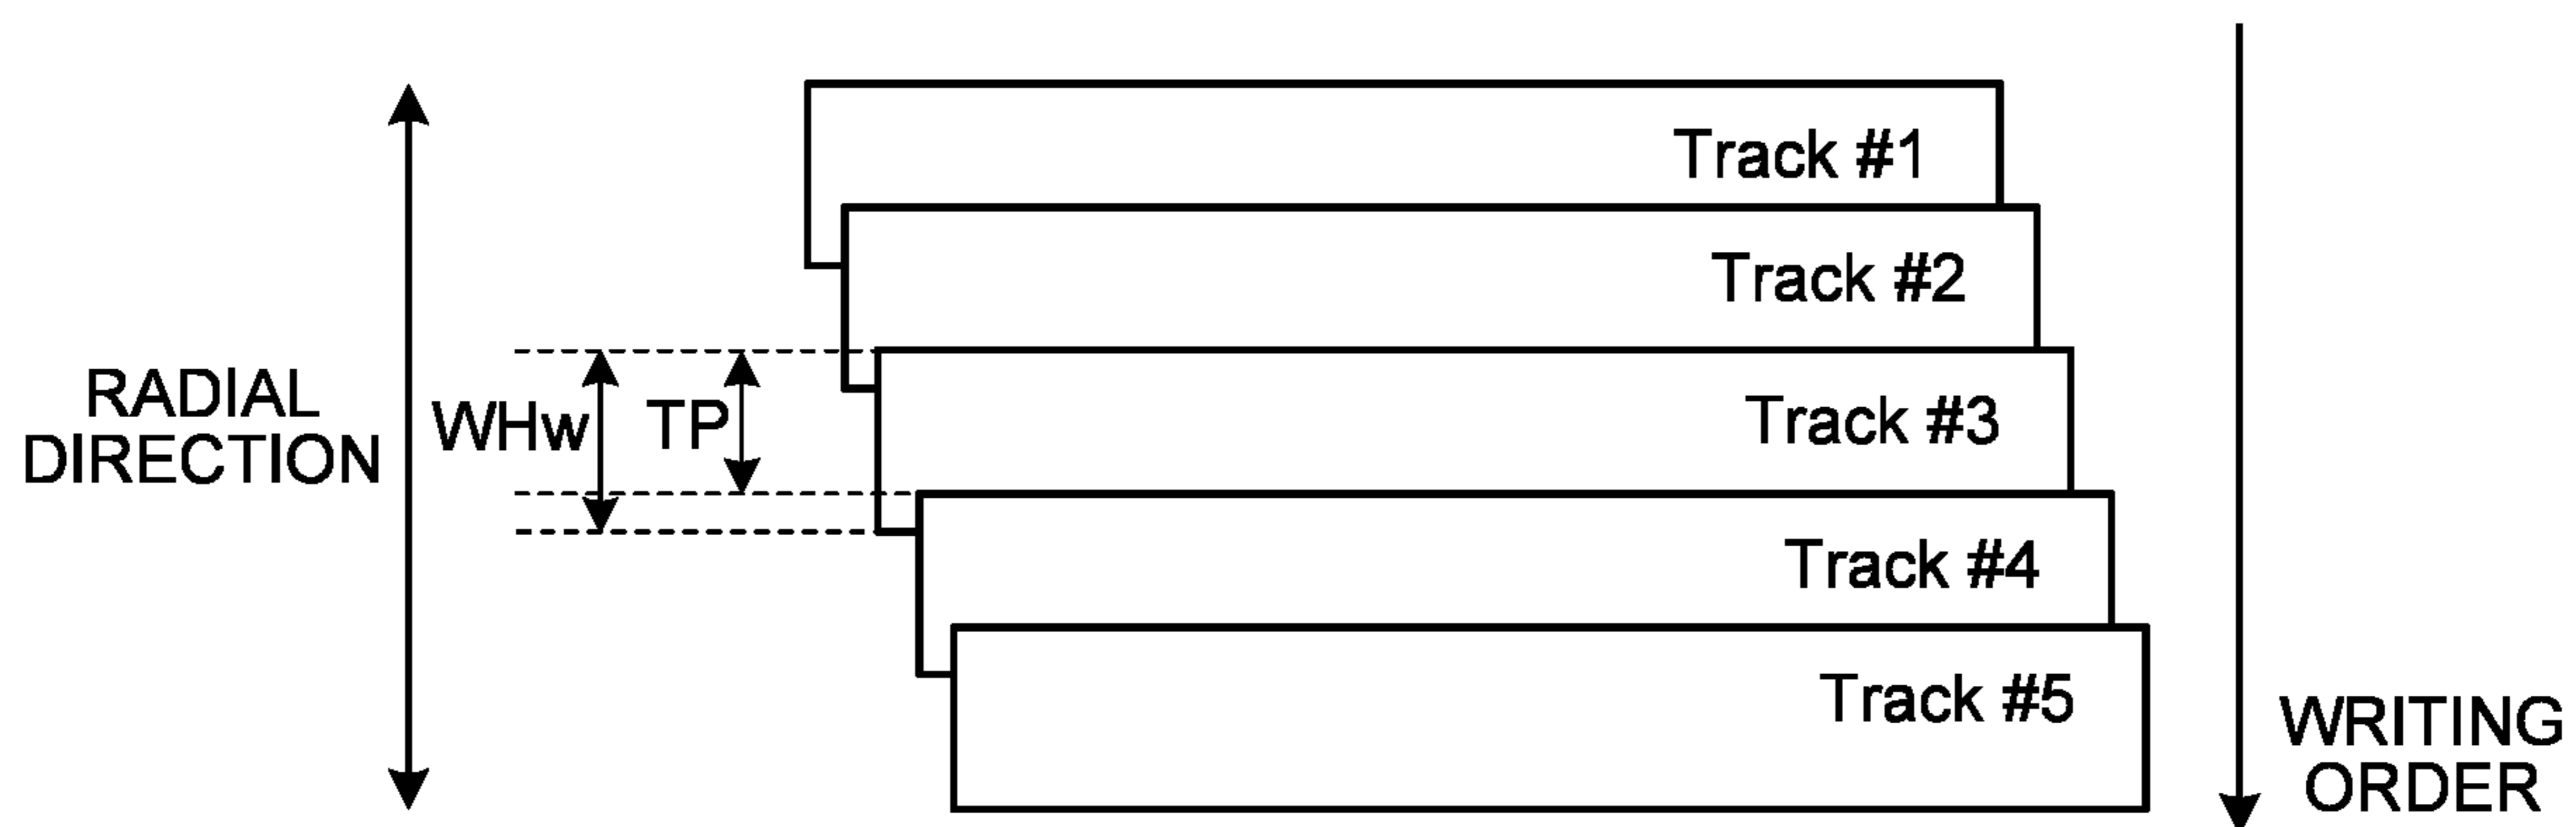 Track #1
Track #2
RADIAL
DIRECTION
WHw
TP
Track #3
Track #4
Track #5
WRITING
ORDER